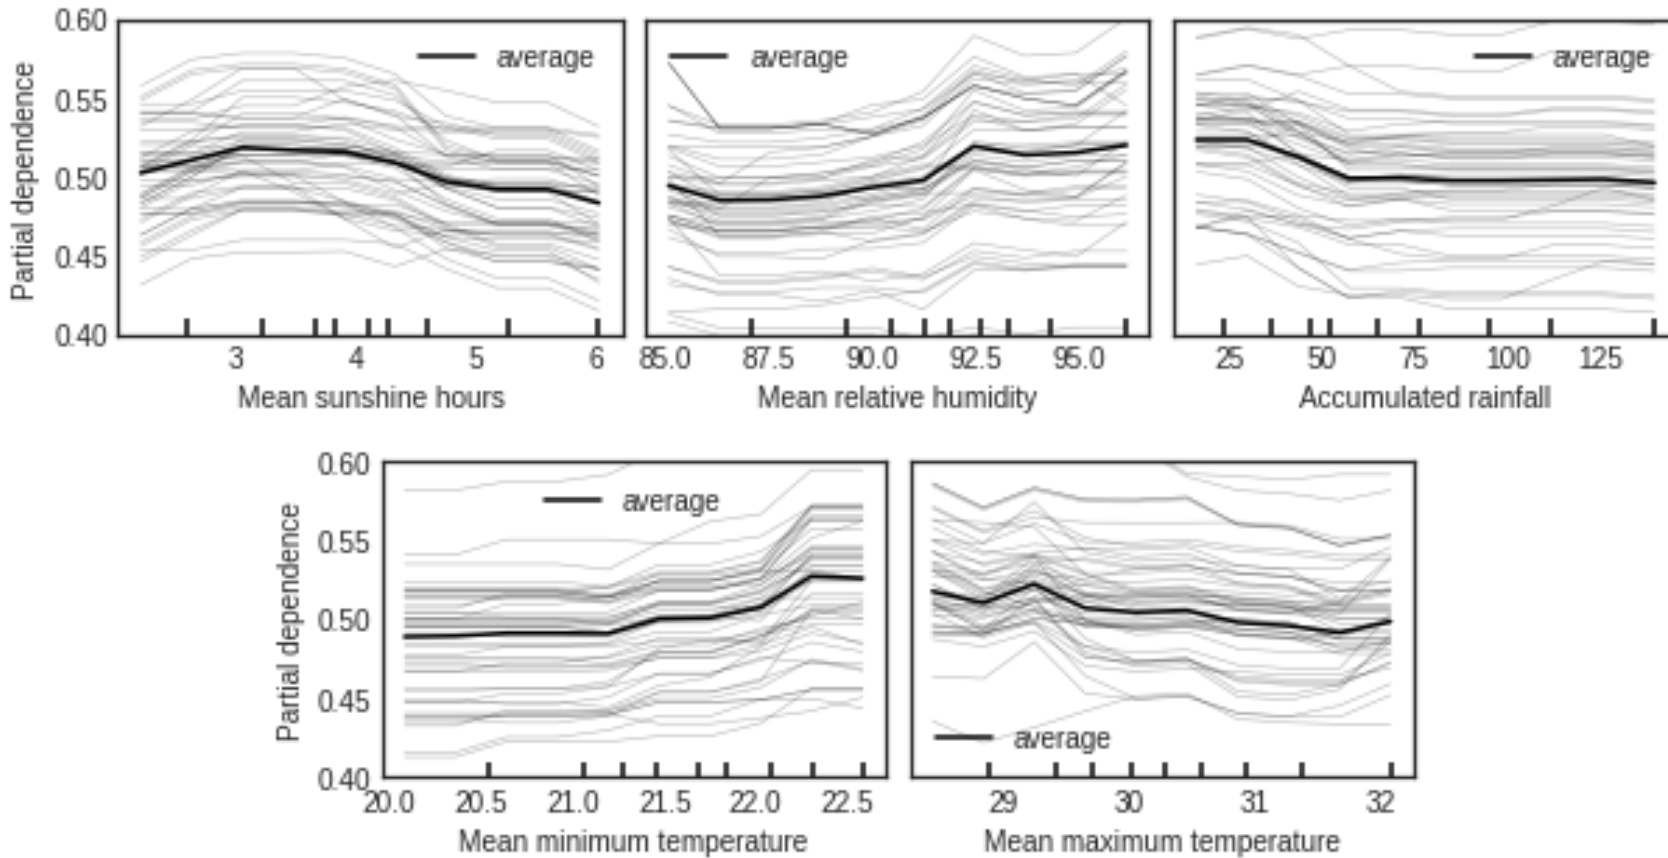 0.60
0.55
0.50
0.45
0.40
Partial dependence
average
average
average
3 4 5 6
85.0 87.5 90.0 92.5 95.0
25 50 75 100 125
Mean sunshine hours
Mean relative humidity
Accumulated rainfall
0.60
0.55
0.50
0.45
0.40
Partial dependence
average
average
20.0 20.5 21.0 21.5 22.0 22.5
29 30 31 32
Mean minimum temperature
Mean maximum temperature